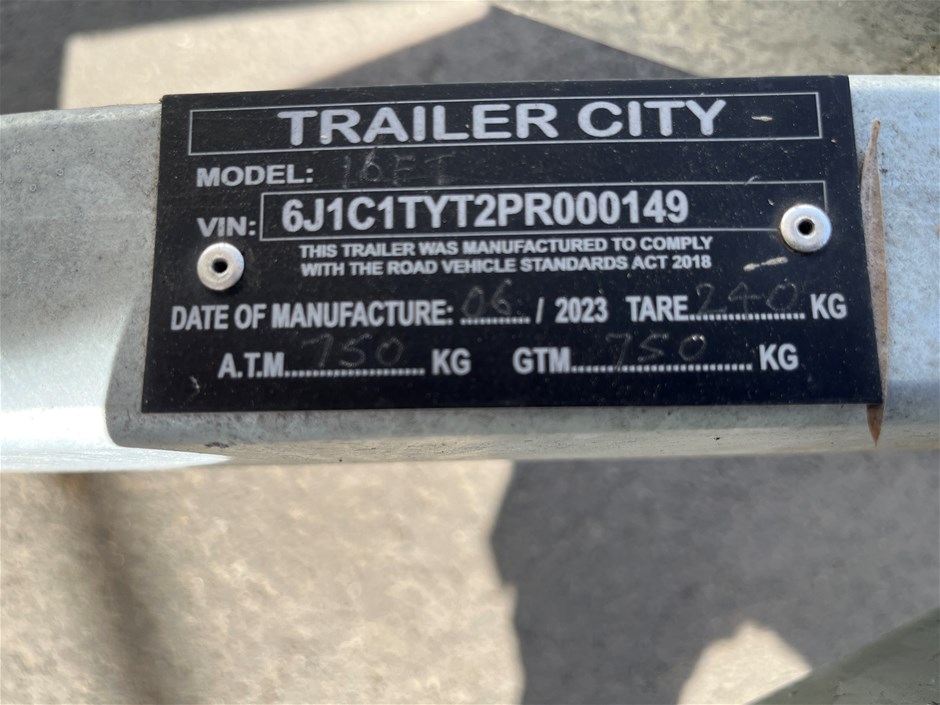 TRAILER CITY
MODEL: 16FT
VIN: 6J1C1TYT2PR000149
THIS TRAILER WAS MANUFACTURED TO COMPLY
WITH THE ROAD VEHICLE STANDARDS ACT 2018
DATE OF MANUFACTURE: 06 / 2023 TARE 240 KG
A.T.M 750 KG GTM 750 KG